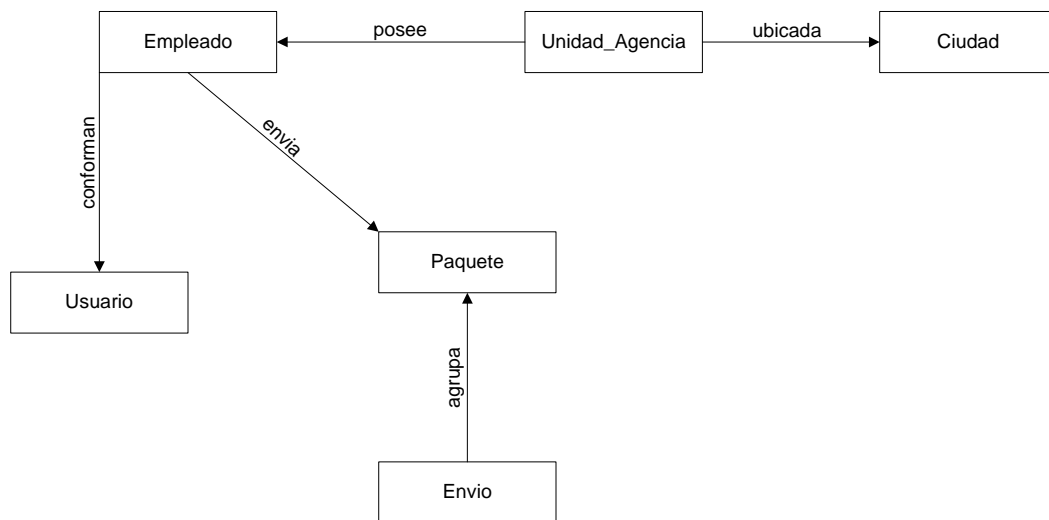 Empleado
posee
Unidad_Agencia
ubicada
Ciudad
conforman
envia
Paquete
Usuario
agrupa
Envio